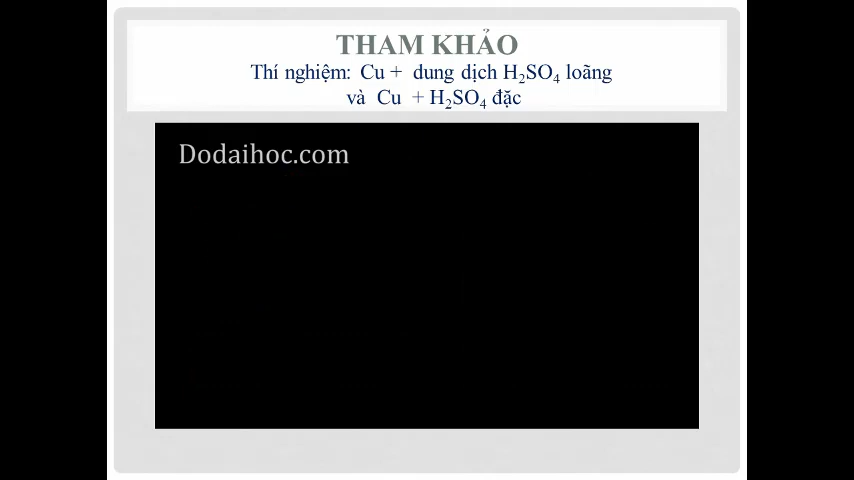 THAM KHẢO
Thí nghiệm: Cu + dung dịch H₂SO₄ loãng
và Cu + H₂SO₄ đặc
Dodaihoc.com